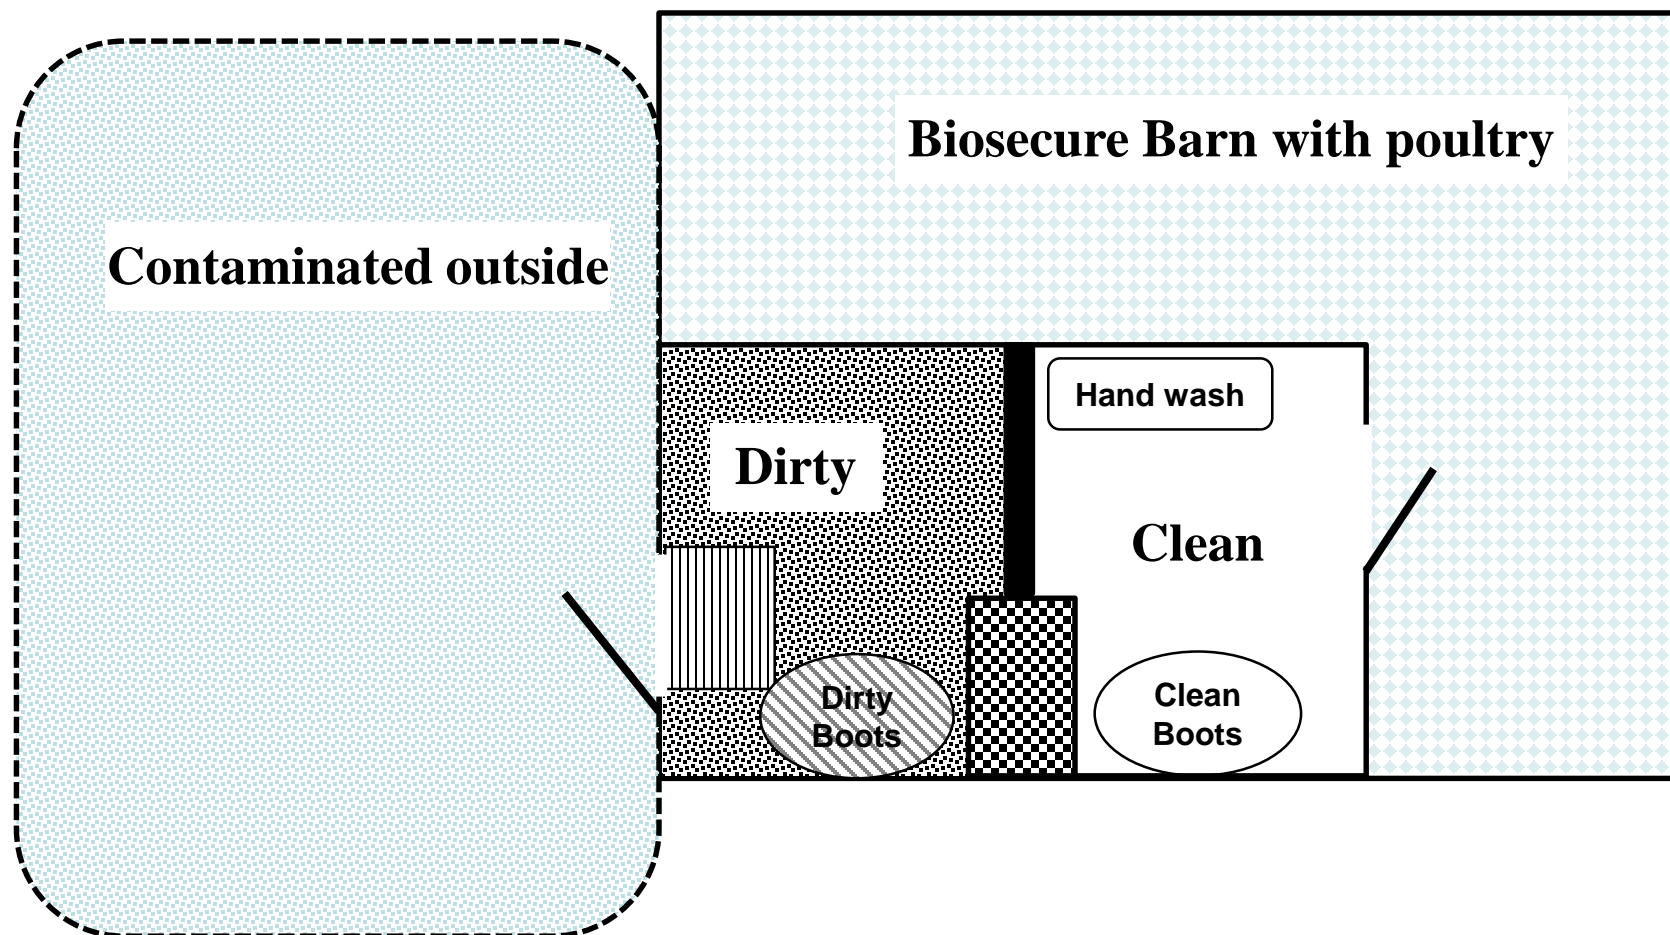 Biosecure Barn with poultry
Contaminated outside
Hand wash
Dirty
Clean
Dirty
Boots
Clean
Boots